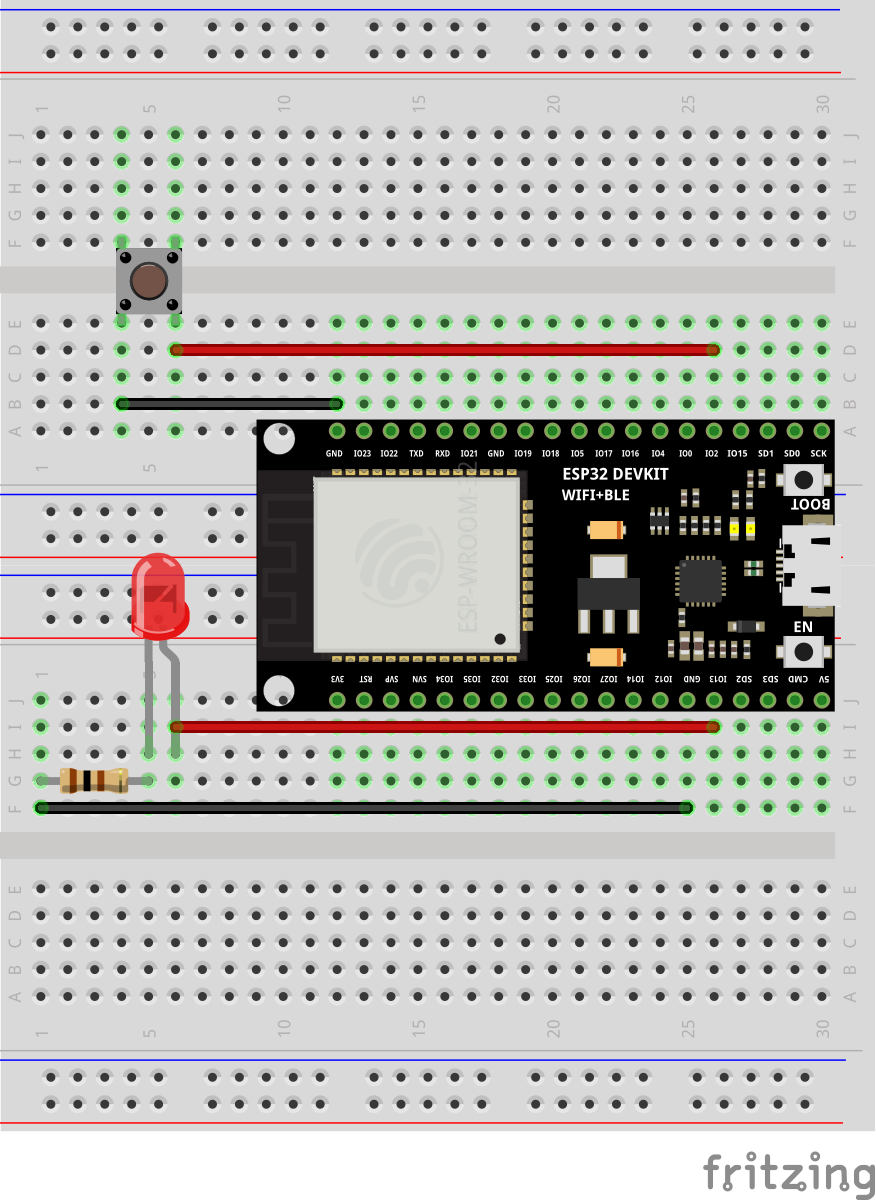 1 5 10 15 20 25 30
J J
I I
H H
G G
F F
E E
D D
C C
B B
A A
GND IO23 IO22 TXD RXD IO21 GND IO19 IO18 IO5 IO17 IO16 IO4 IO0 IO2 IO15 SD1 SD0 SCK
1 5
ESP32 DEVKIT
WIFI+BLE
BOOT
ESP-WROOM-32
EN
3V3 RST SVP SVN IO34 IO35 IO32 IO33 IO25 IO26 IO27 IO14 IO12 GND IO13 SD2 SD3 CMD 5V
1
J J
I I
H H
G G
F F
E E
D D
C C
B B
A A
1 5 10 15 20 25 30
fritzing